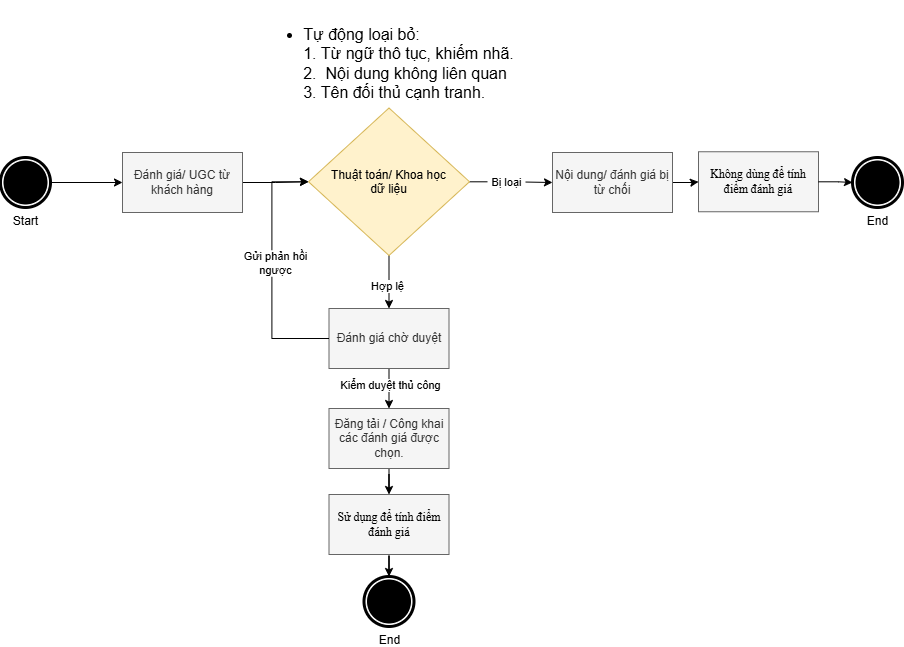 Tự động loại bỏ:
1. Từ ngữ thô tục, khiếm nhã.
2. Nội dung không liên quan
3. Tên đối thủ cạnh tranh.
Start
Đánh giá/ UGC từ
khách hàng
Thuật toán/ Khoa học
dữ liệu
Bị loại
Nội dung/ đánh giá bị
từ chối
Không dùng để tính
điểm đánh giá
End
Gửi phản hồi
ngược
Hợp lệ
Đánh giá chờ duyệt
Kiểm duyệt thủ công
Đăng tải / Công khai
các đánh giá được
chọn.
Sử dụng để tính điểm
đánh giá
End